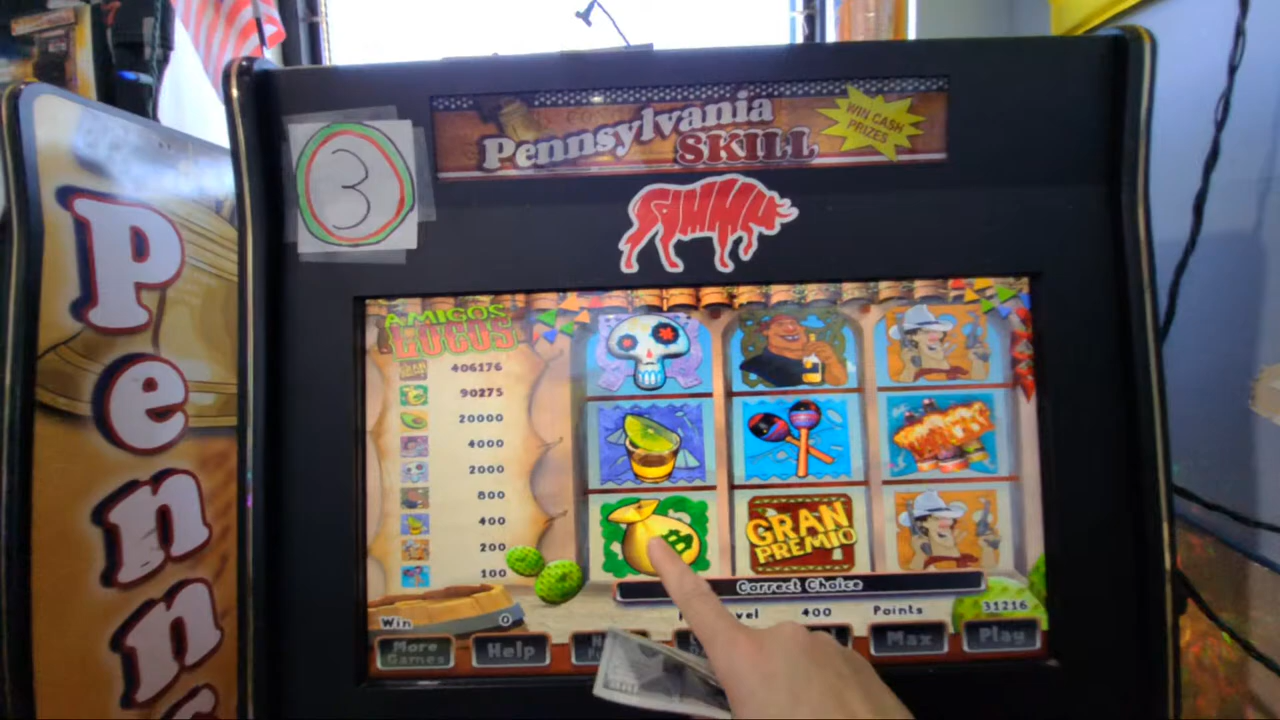 Pennsylvania
SKILL
WIN CASH
PRIZES
3
SAMMY
Penn
AMIGOS
LOCOS
406176
90275
20000
4000
2000
800
400
200
100
GRAN
PREMIO
Correct Choice
Win 0
400 Points 31216
More
Games
Help
Max
Play